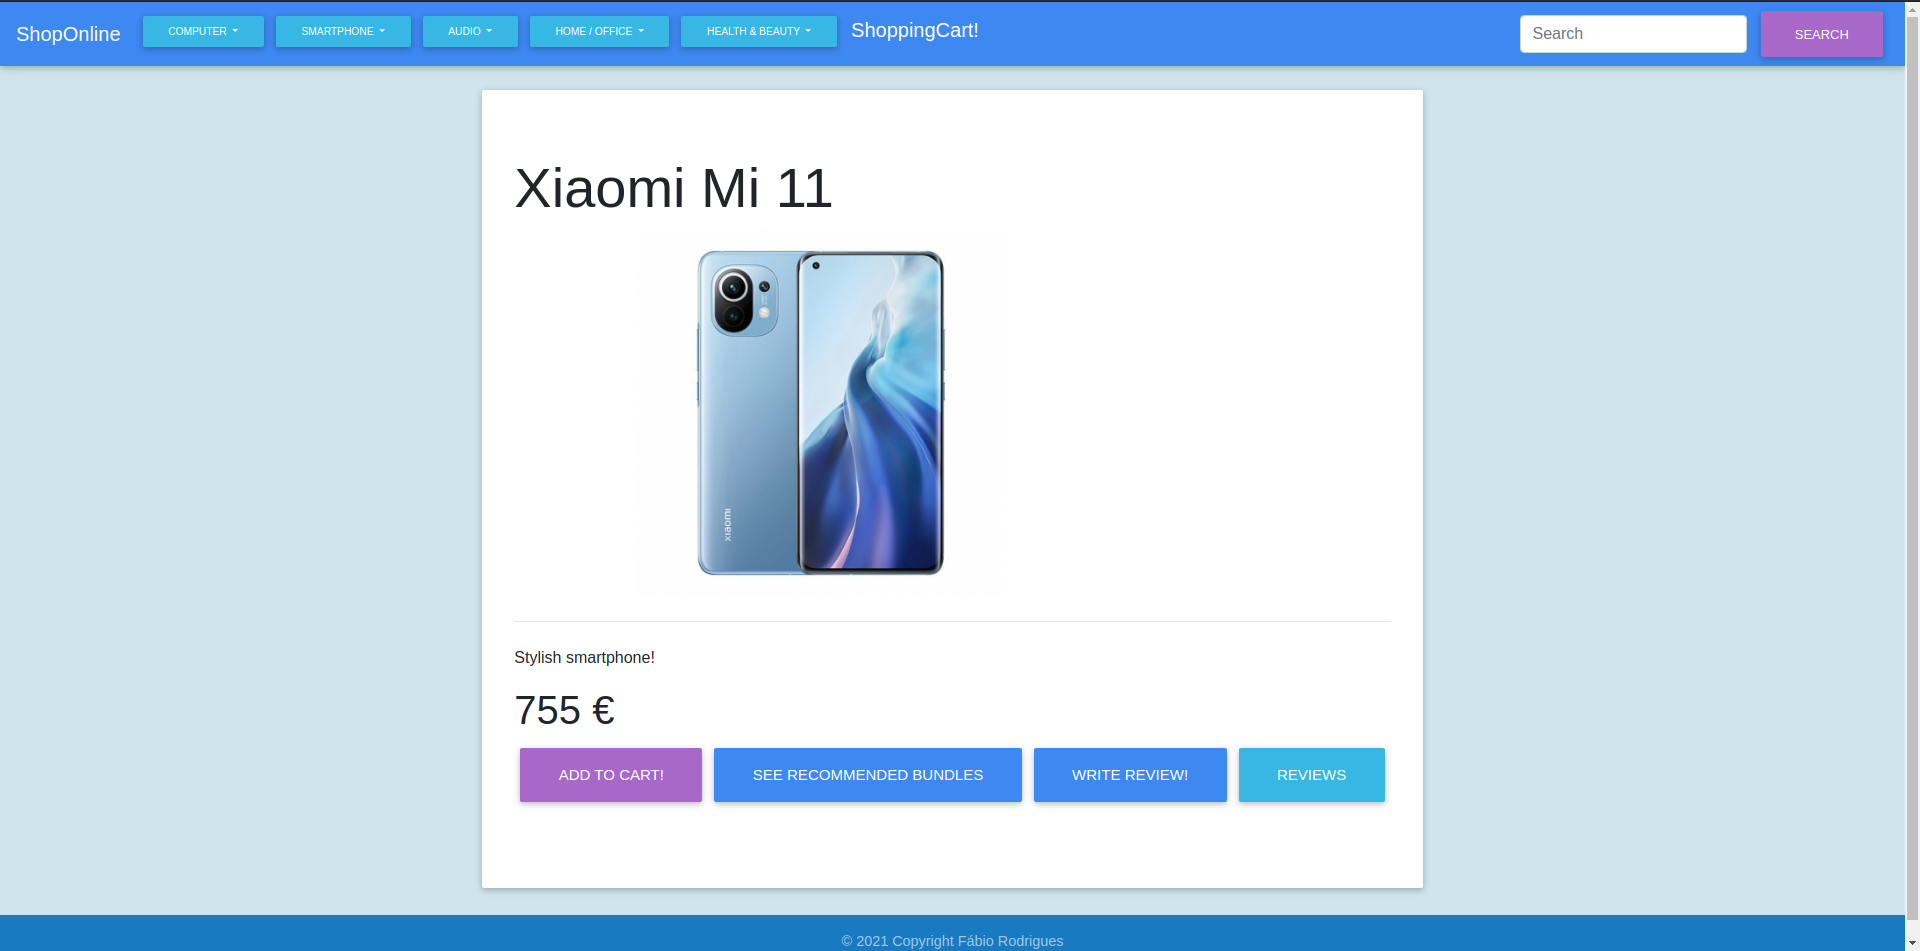 ShopOnline COMPUTER SMARTPHONE AUDIO HOME / OFFICE HEALTH & BEAUTY ShoppingCart! Search SEARCH
Xiaomi Mi 11
xiaomi
Stylish smartphone!
755 €
ADD TO CART! SEE RECOMMENDED BUNDLES WRITE REVIEW! REVIEWS
© 2021 Copyright Fábio Rodrigues